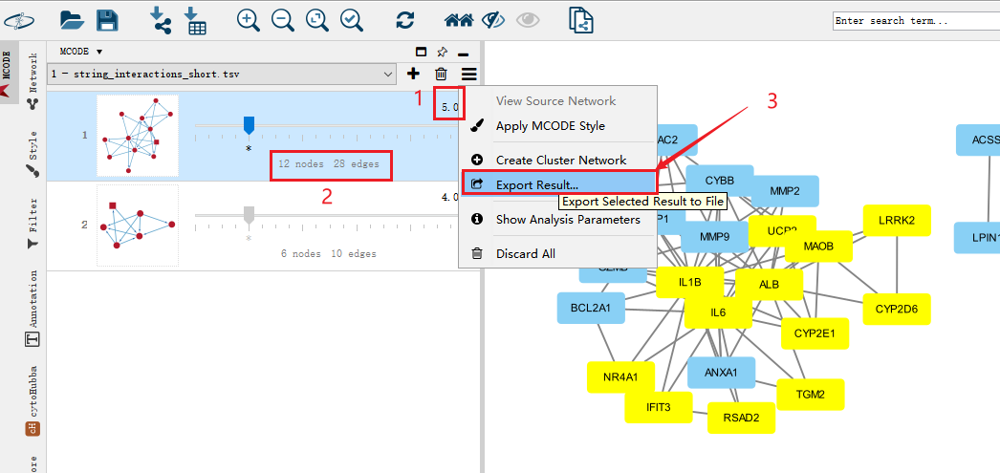 Enter search term...
MCODE
Network
Style
Filter
Annotation
cytoHubba
cH
T
ore
MCODE
1 - string_interactions_short.tsv
1
5.0
1
*
12 nodes 28 edges
2
4.0
2
*
6 nodes 10 edges
View Source Network
Apply MCODE Style
Create Cluster Network
Export Result...
Export Selected Result to File
Show Analysis Parameters
Discard All
3
AC2
ACSS
CYBB
MMP2
P1
UCP2
LRRK2
MMP9
MAOB
LPIN1
IL1B
ALB
BCL2A1
IL6
CYP2D6
CYP2E1
NR4A1
ANXA1
TGM2
IFIT3
RSAD2